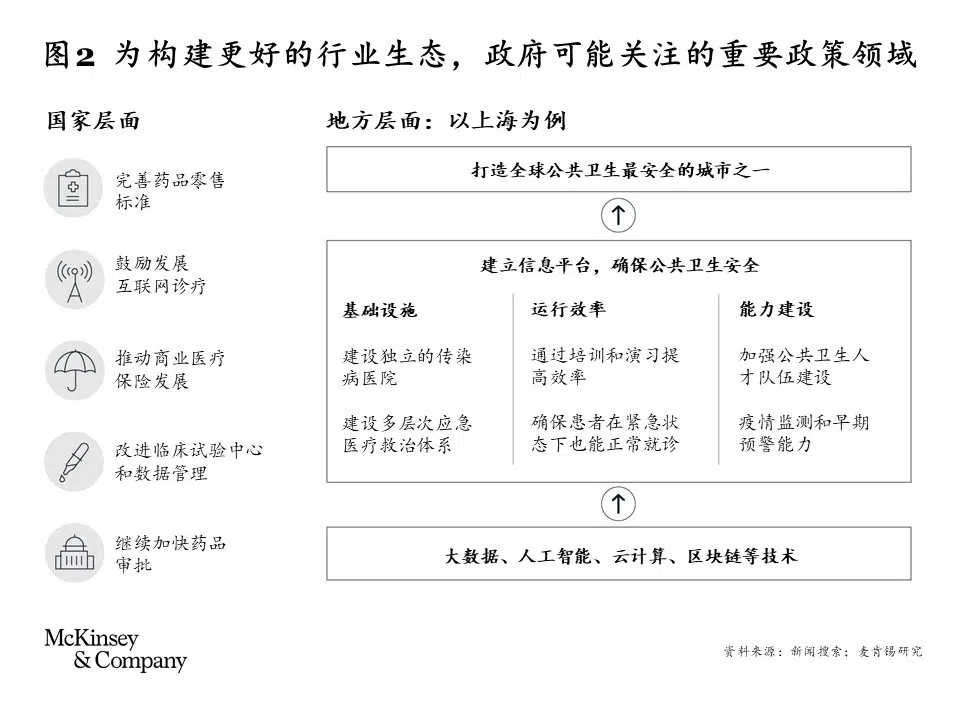 图2 为构建更好的行业生态，政府可能关注的重要政策领域
国家层面
完善药品零售
标准
鼓励发展
互联网诊疗
推动商业医疗
保险发展
改进临床试验中心
和数据管理
继续加快药品
审批
地方层面：以上海为例
打造全球公共卫生最安全的城市之一
建立信息平台，确保公共卫生安全
基础设施
建设独立的传染
病医院
建设多层次应急
医疗救治体系
运行效率
通过培训和演习提
高效率
确保患者在紧急状
态下也能正常就诊
能力建设
加强公共卫生人
才队伍建设
疫情监测和早期
预警能力
大数据、人工智能、云计算、区块链等技术
McKinsey
& Company
资料来源：新闻搜索；麦肯锡研究